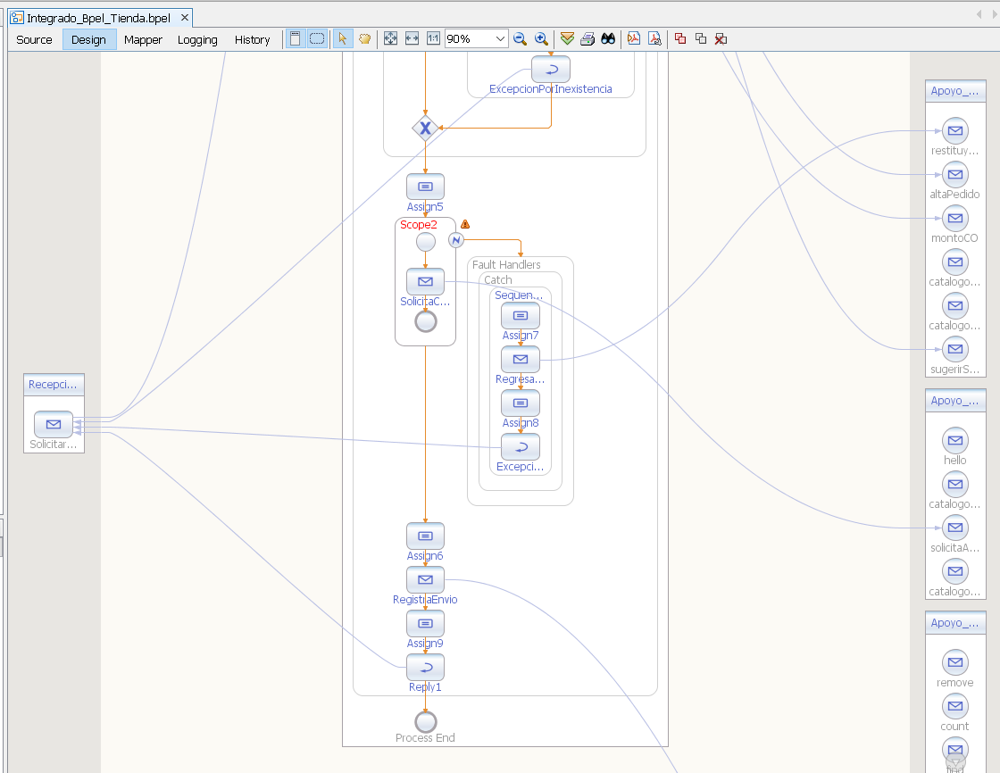 Integrado_Bpel_Tienda.bpel
Source Design Mapper Logging History 90%
ExcepcionPorInexistencia
X
Assign5
Scope2
SolicitaC...
Fault Handlers
Catch
Sequen...
Assign7
Regresa...
Assign8
Excepci...
Assign6
RegistraEnvio
Assign9
Reply1
Process End
Recepci...
Solicitar...
Apoyo_...
restituy...
altaPedido
montoCO
catalogo...
catalogo...
sugerirS...
Apoyo_...
hello
catalogo...
solicitaA...
catalogo...
Apoyo_...
remove
count
find